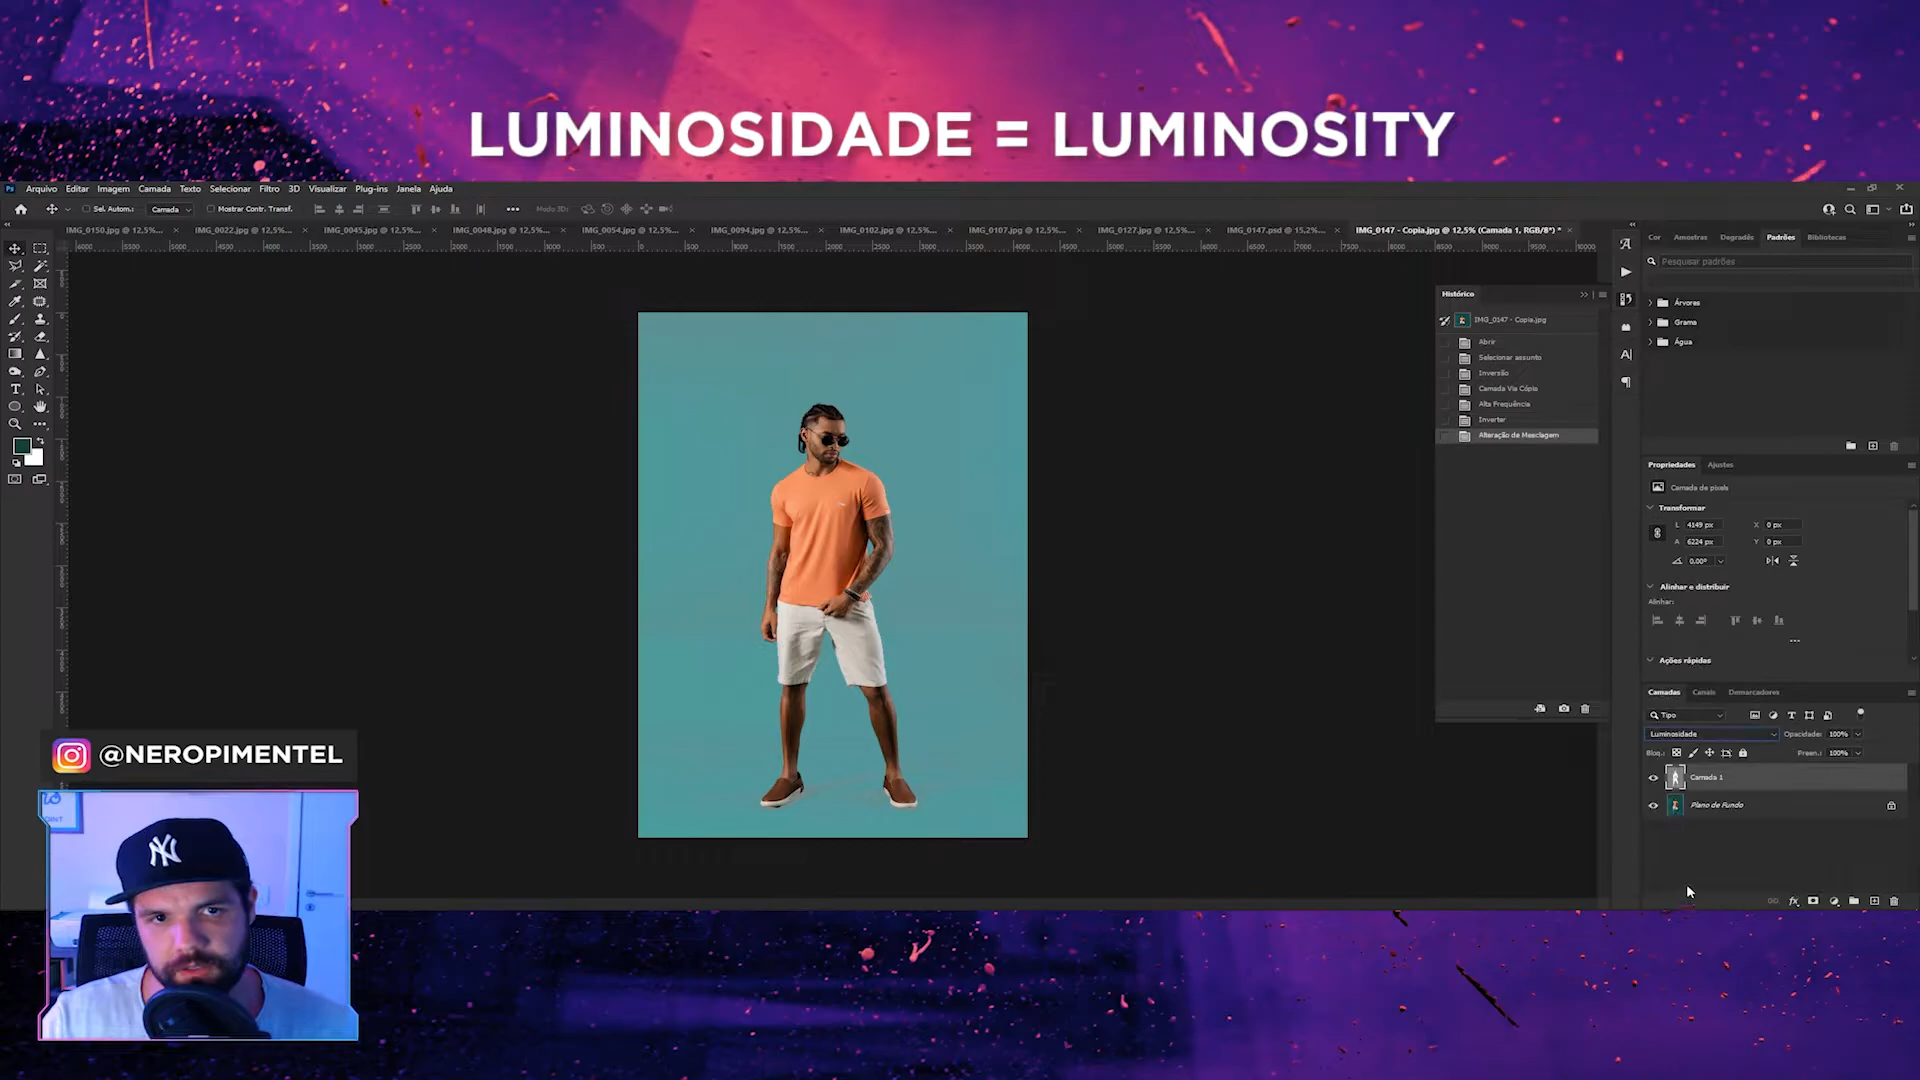 LUMINOSIDADE = LUMINOSITY
Ps Arquivo Editar Imagem Camada Texto Selecionar Filtro 3D Visualizar Plug-ins Janela Ajuda
Sel. Autom.: Camada Mostrar Contr. Transf. Modo 3D:
IMG_0150.jpg @ 12,5%... IMG_0022.jpg @ 12,5%... IMG_0045.jpg @ 12,5%... IMG_0048.jpg @ 12,5%... IMG_0054.jpg @ 12,5%... IMG_0094.jpg @ 12,5%... IMG_0102.jpg @ 12,5%... IMG_0107.jpg @ 12,5%... IMG_0127.jpg @ 12,5%... IMG_0147.psd @ 15,2%... IMG_0147 - Copia.jpg @ 12,5% (Camada 1, RGB/8*) *
Cor Amostras Degradês Padrões Bibliotecas
Pesquisar padrões
Árvores
Grama
Água
Histórico
IMG_0147 - Copia.jpg
Abrir
Selecionar assunto
Inversão
Camada Via Cópia
Alta Frequência
Inverter
Alteração de Mesclagem
Propriedades Ajustes
Camada de pixels
Transformar
L 4149 px X 0 px
A 6224 px Y 0 px
0,00°
Alinhar e distribuir
Alinhar:
Ações rápidas
Camadas Canais Demarcadores
Tipo
Luminosidade Opacidade: 100%
Bloq.: Preen.: 100%
Camada 1
Plano de Fundo
@NEROPIMENTEL
NY